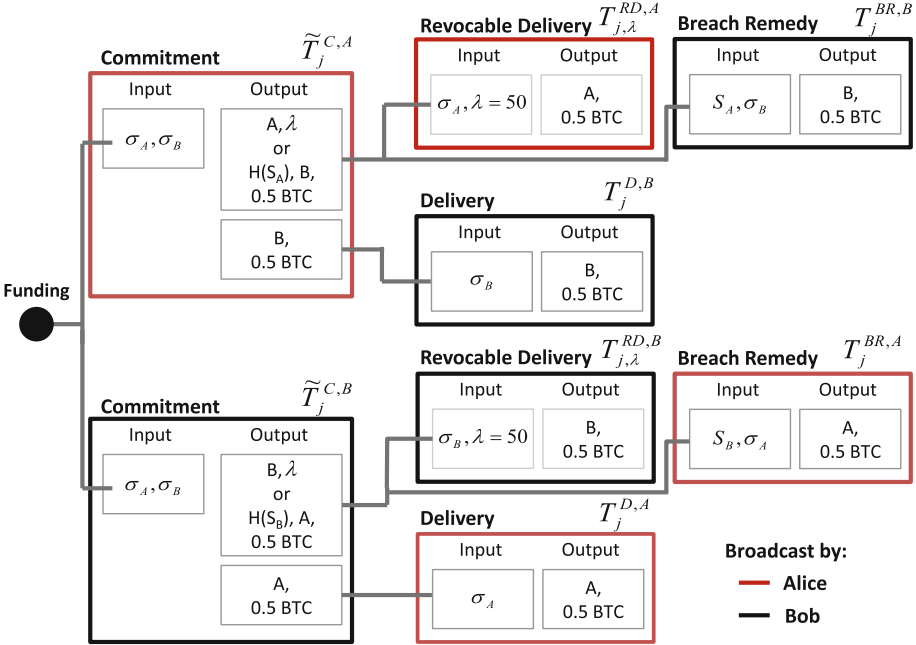 Funding
Commitment
T̃_j^{C,A}
Input
Output
σ_A, σ_B
A, λ
or
H(S_A), B,
0.5 BTC
B,
0.5 BTC
Revocable Delivery T_{j,λ}^{RD,A}
Input
Output
σ_A, λ = 50
A,
0.5 BTC
Breach Remedy T_j^{BR,B}
Input
Output
S_A, σ_B
B,
0.5 BTC
Delivery T_j^{D,B}
Input
Output
σ_B
B,
0.5 BTC
Commitment
T̃_j^{C,B}
Input
Output
σ_A, σ_B
B, λ
or
H(S_B), A,
0.5 BTC
A,
0.5 BTC
Revocable Delivery T_{j,λ}^{RD,B}
Input
Output
σ_B, λ = 50
B,
0.5 BTC
Breach Remedy T_j^{BR,A}
Input
Output
S_B, σ_A
A,
0.5 BTC
Delivery T_j^{D,A}
Input
Output
σ_A
A,
0.5 BTC
Broadcast by:
Alice
Bob